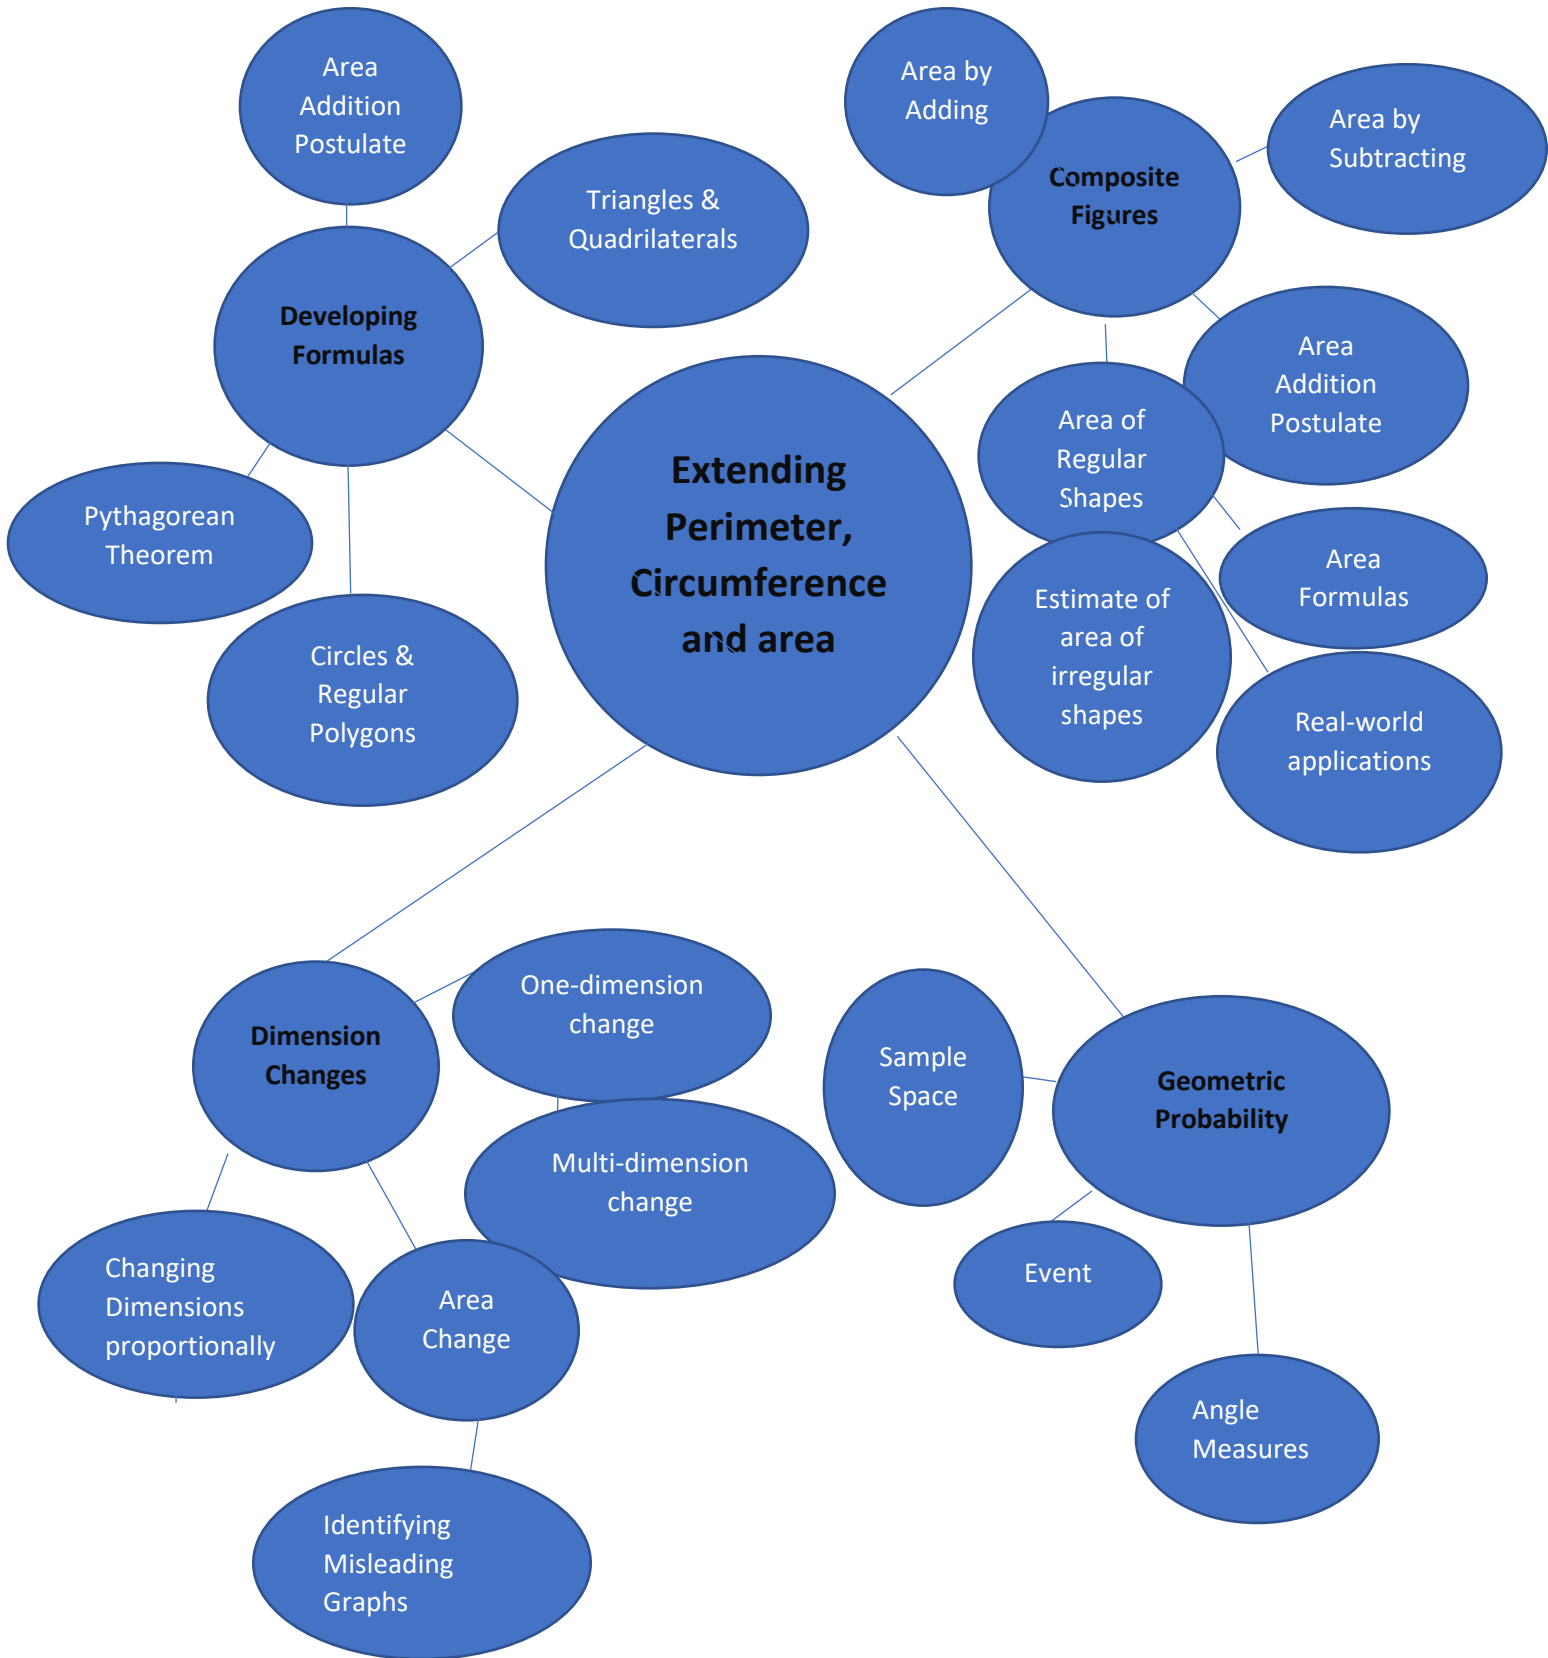 Area
Addition
Postulate
Triangles &
Quadrilaterals
Developing
Formulas
Pythagorean
Theorem
Circles &
Regular
Polygons
Area by
Adding
Composite
Figures
Area by
Subtracting
Area
Addition
Postulate
Area of
Regular
Shapes
Area
Formulas
Estimate of
area of
irregular
shapes
Real-world
applications
Extending
Perimeter,
Circumference
and area
One-dimension
change
Dimension
Changes
Multi-dimension
change
Changing
Dimensions
proportionally
Area
Change
Identifying
Misleading
Graphs
Sample
Space
Geometric
Probability
Event
Angle
Measures